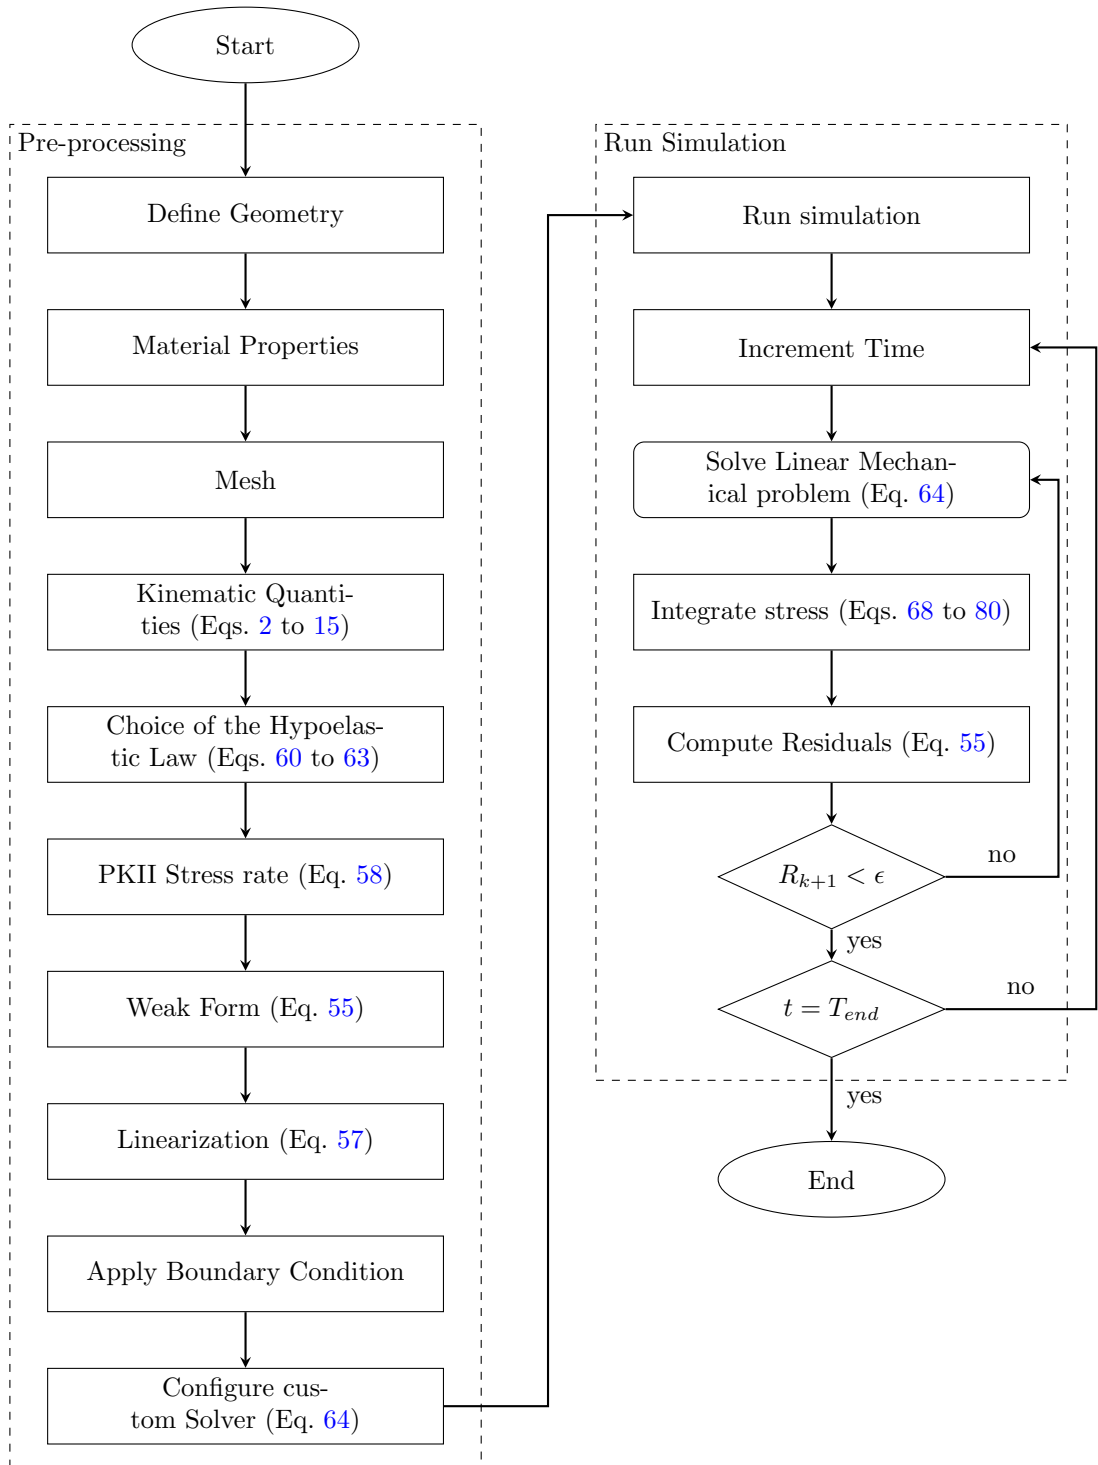 Start
Pre-processing
Define Geometry
Material Properties
Mesh
Kinematic Quanti-
ties (Eqs. 2 to 15)
Choice of the Hypoelas-
tic Law (Eqs. 60 to 63)
PKII Stress rate (Eq. 58)
Weak Form (Eq. 55)
Linearization (Eq. 57)
Apply Boundary Condition
Configure cus-
tom Solver (Eq. 64)
Run Simulation
Run simulation
Increment Time
Solve Linear Mechan-
ical problem (Eq. 64)
Integrate stress (Eqs. 68 to 80)
Compute Residuals (Eq. 55)
$R_{k+1} < \epsilon$
no
yes
$t = T_{end}$
no
yes
End